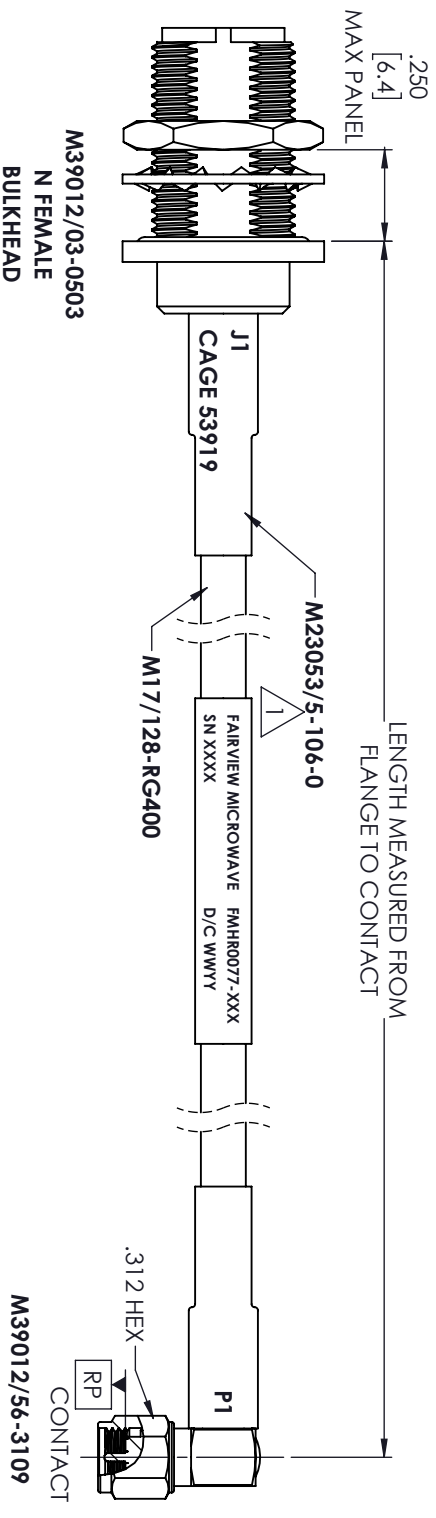 .250
[6.4]
MAX PANEL
LENGTH MEASURED FROM
FLANGE TO CONTACT
M23053/5-106-0
1
J1
CAGE 53919
FAIRVIEW MICROWAVE FMHR0077-XXX
SN XXXX D/C WWYY
P1
M17/128-RG400
.312 HEX
RP
CONTACT
M39012/03-0503
N FEMALE
BULKHEAD
M39012/56-3109